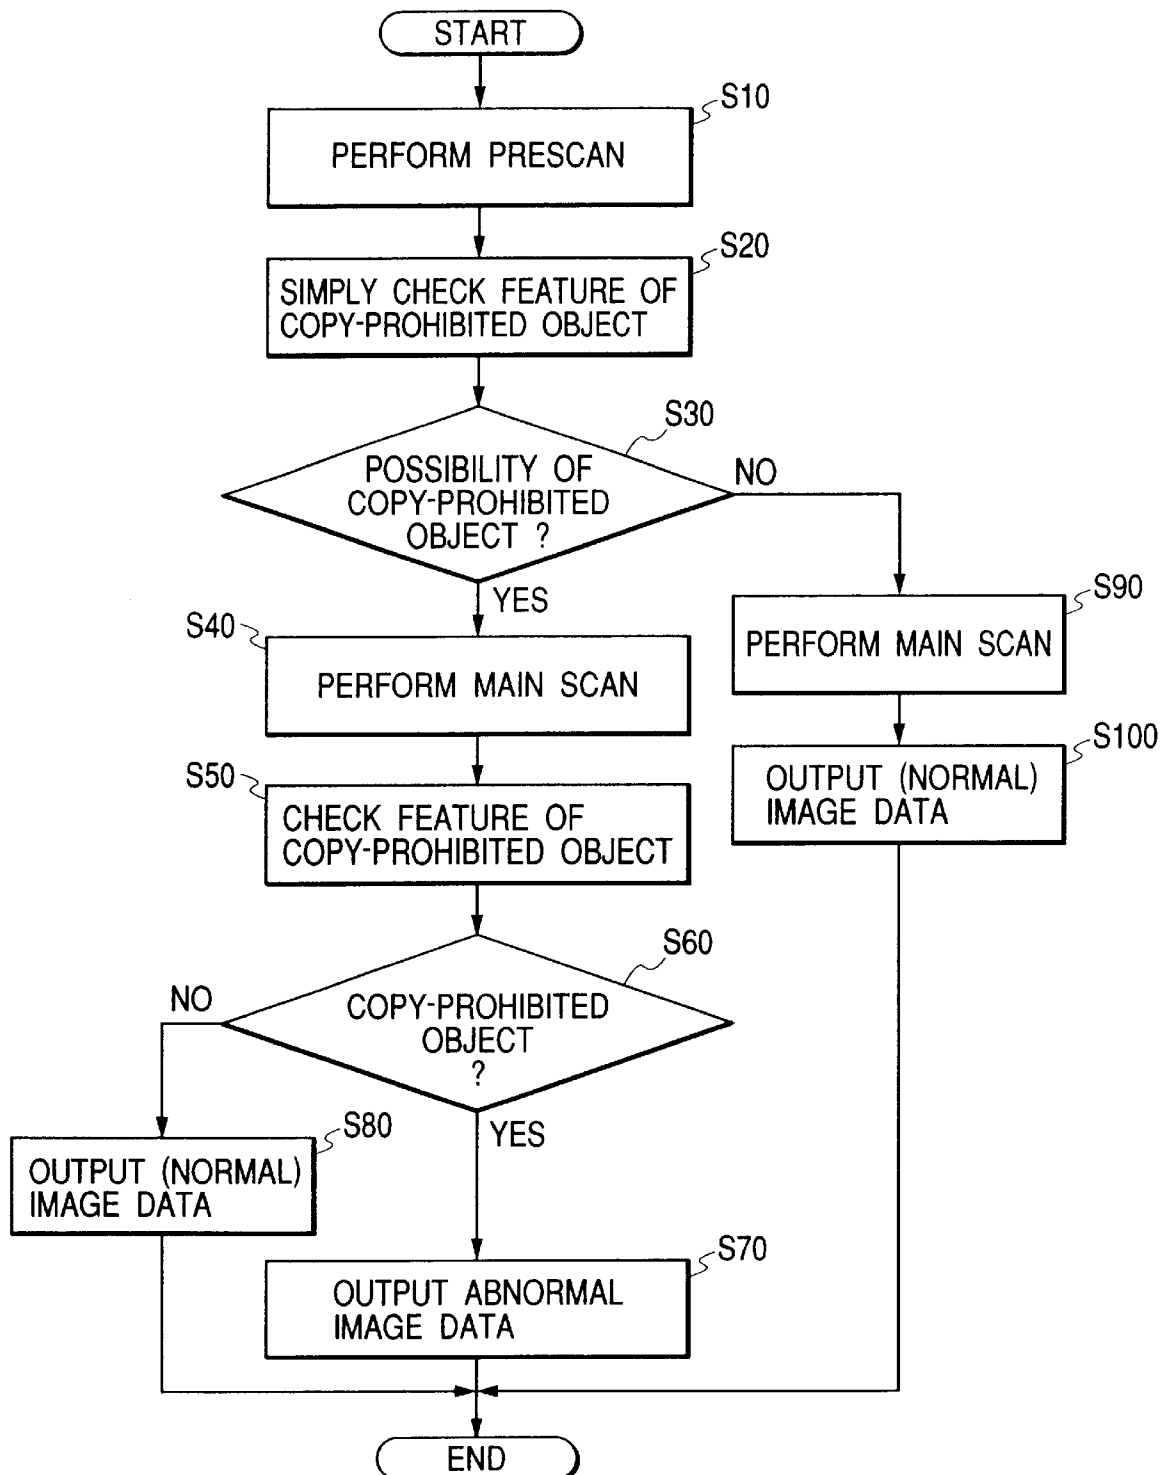 START
S10
PERFORM PRESCAN
S20
SIMPLY CHECK FEATURE OF
COPY-PROHIBITED OBJECT
S30
POSSIBILITY OF
COPY-PROHIBITED
OBJECT ?
NO
YES
S40
PERFORM MAIN SCAN
S90
PERFORM MAIN SCAN
S50
CHECK FEATURE OF
COPY-PROHIBITED OBJECT
S100
OUTPUT (NORMAL)
IMAGE DATA
S60
COPY-PROHIBITED
OBJECT
?
NO
YES
S80
OUTPUT (NORMAL)
IMAGE DATA
S70
OUTPUT ABNORMAL
IMAGE DATA
END